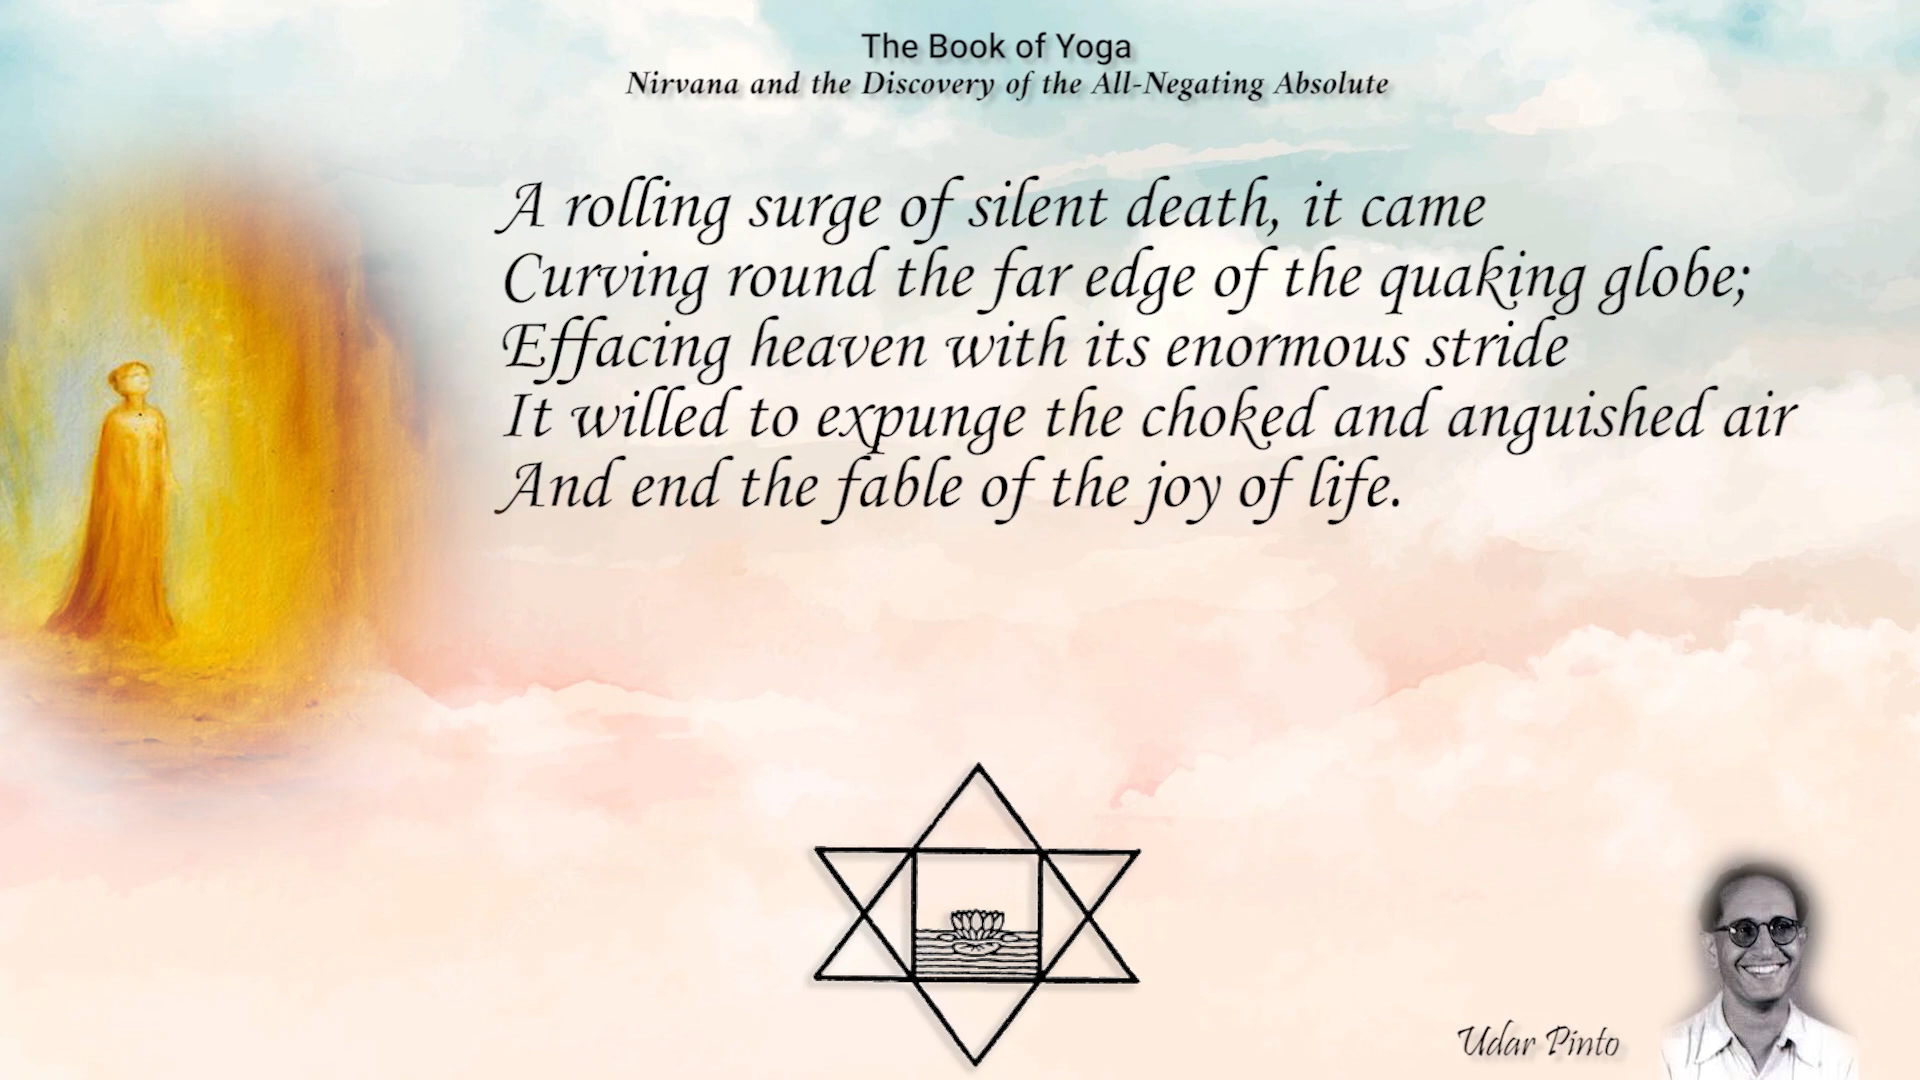 The Book of Yoga
Nirvana and the Discovery of the All-Negating Absolute
A rolling surge of silent death, it came
Curving round the far edge of the quaking globe;
Effacing heaven with its enormous stride
It willed to expunge the choked and anguished air
And end the fable of the joy of life.
Udar Pinto